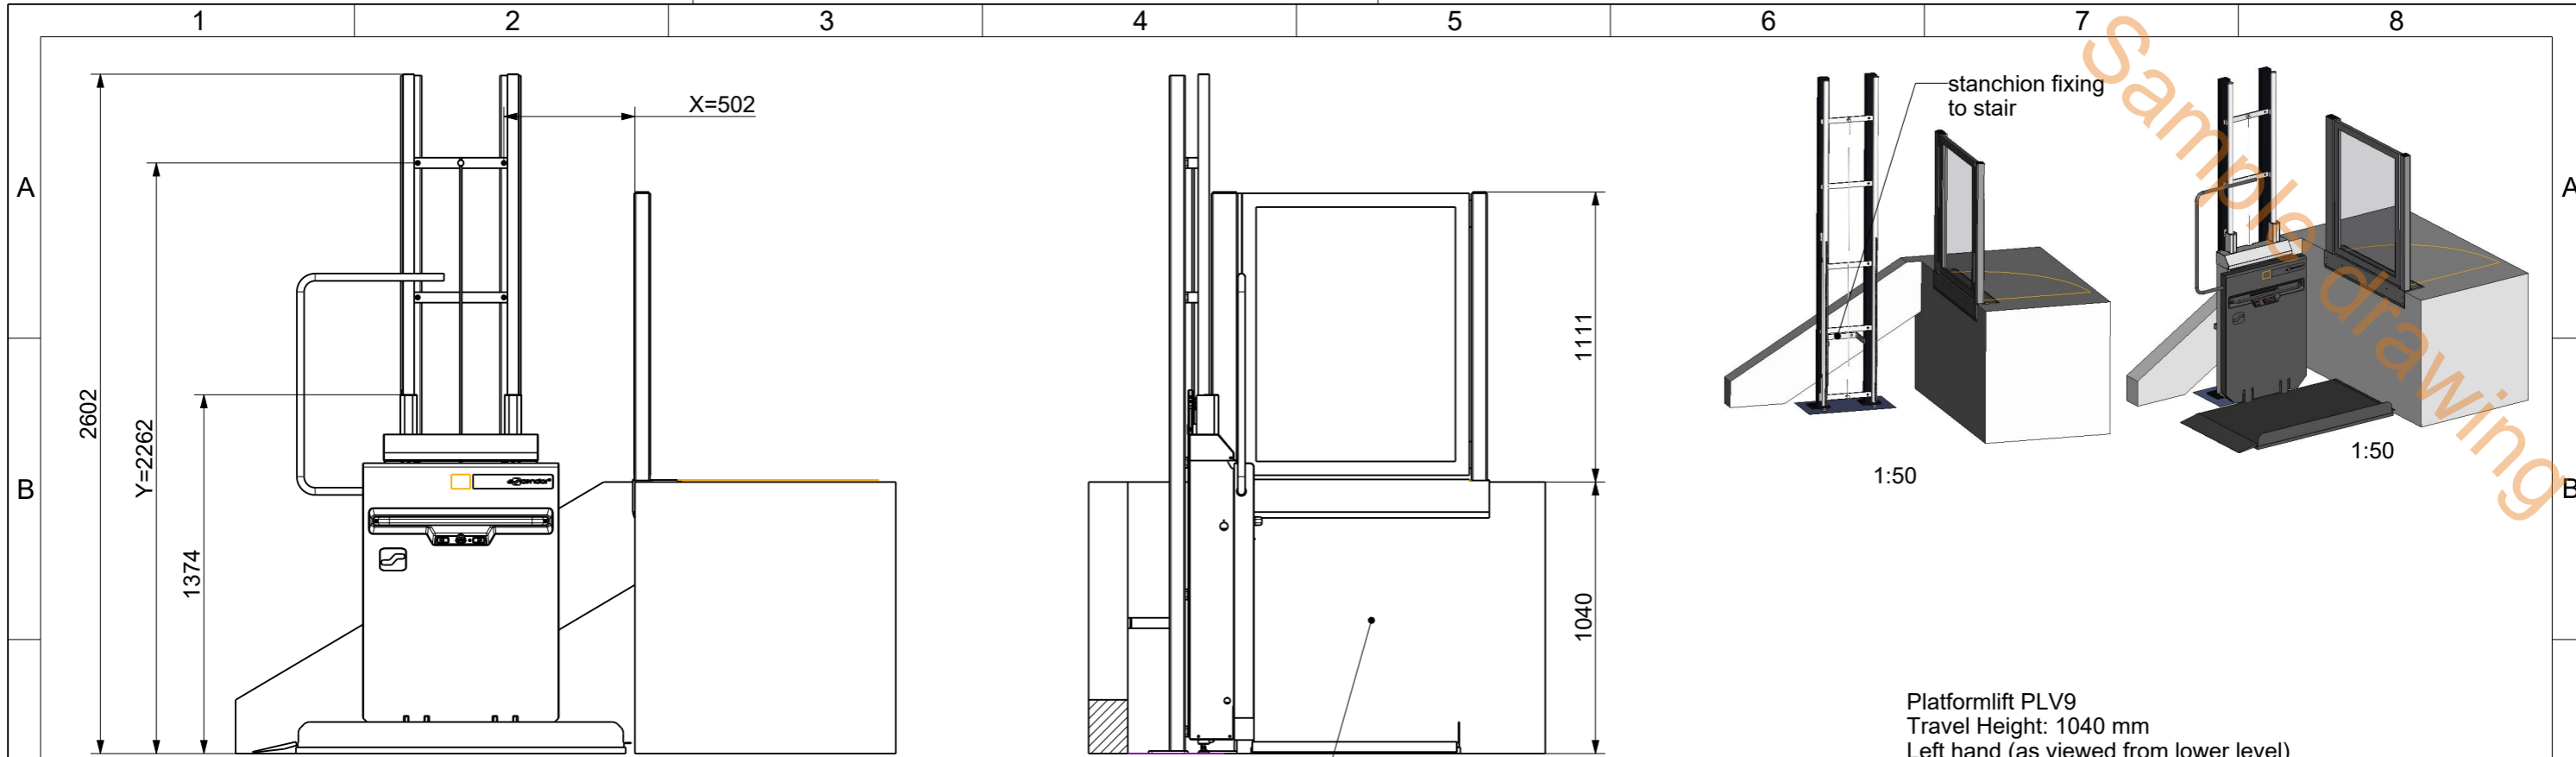 1 2 3 4 5 6 7 8
A
A
B
B
X=502
2602
Y=2262
1374
ascendor
1111
1040
stanchion fixing
to stair
1:50
1:50
Sample drawing
Platformlift PLV9
Travel Height: 1040 mm
Left hand (as viewed from lower level)